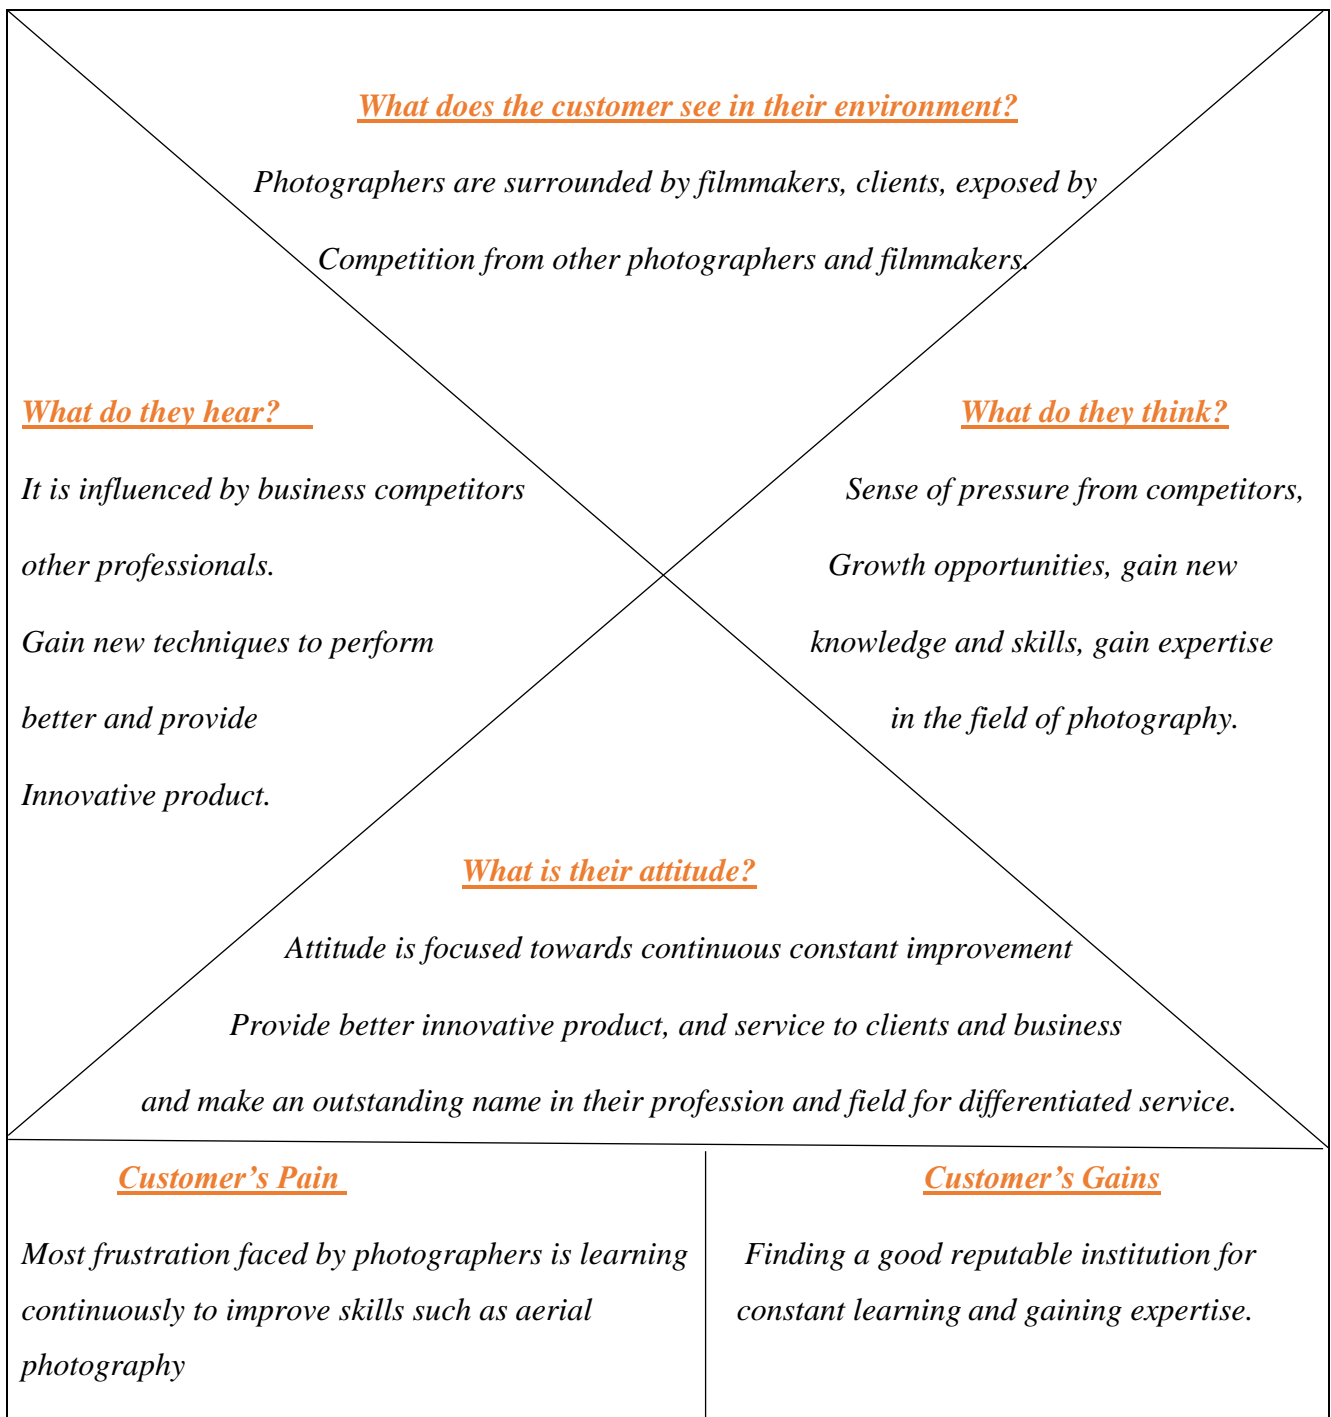 What does the customer see in their environment?
Photographers are surrounded by filmmakers, clients, exposed by
Competition from other photographers and filmmakers.
What do they hear?
It is influenced by business competitors
other professionals.
Gain new techniques to perform
better and provide
Innovative product.
What do they think?
Sense of pressure from competitors,
Growth opportunities, gain new
knowledge and skills, gain expertise
in the field of photography.
What is their attitude?
Attitude is focused towards continuous constant improvement
Provide better innovative product, and service to clients and business
and make an outstanding name in their profession and field for differentiated service.
Customer’s Pain
Most frustration faced by photographers is learning
continuously to improve skills such as aerial
photography
Customer’s Gains
Finding a good reputable institution for
constant learning and gaining expertise.